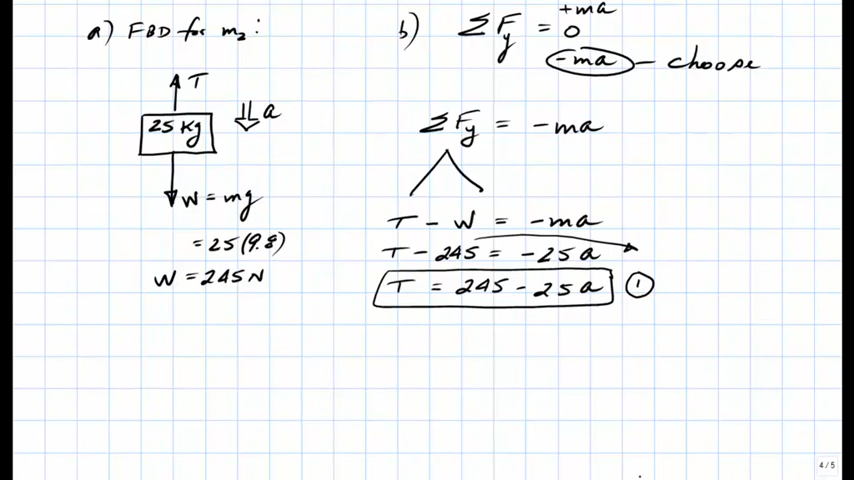 a) FBD for m₂:
T
25 Kg
a
W = mg
= 25(9.8)
W = 245N
b) ΣFy = +ma
0
-ma - choose
ΣFy = -ma
T - W = -ma
T - 245 = -25a
T = 245 - 25a ①
4/5